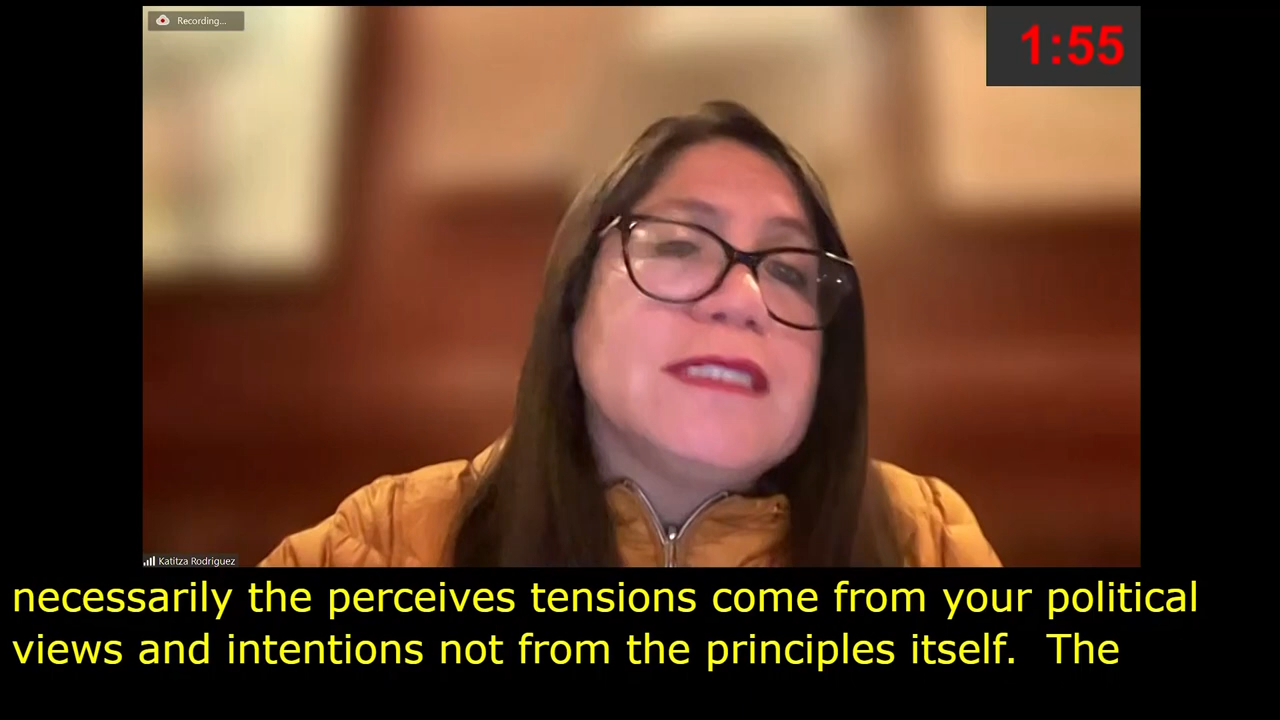 Recording...
1:55
Katitza Rodriguez
necessarily the perceives tensions come from your political
views and intentions not from the principles itself.  The